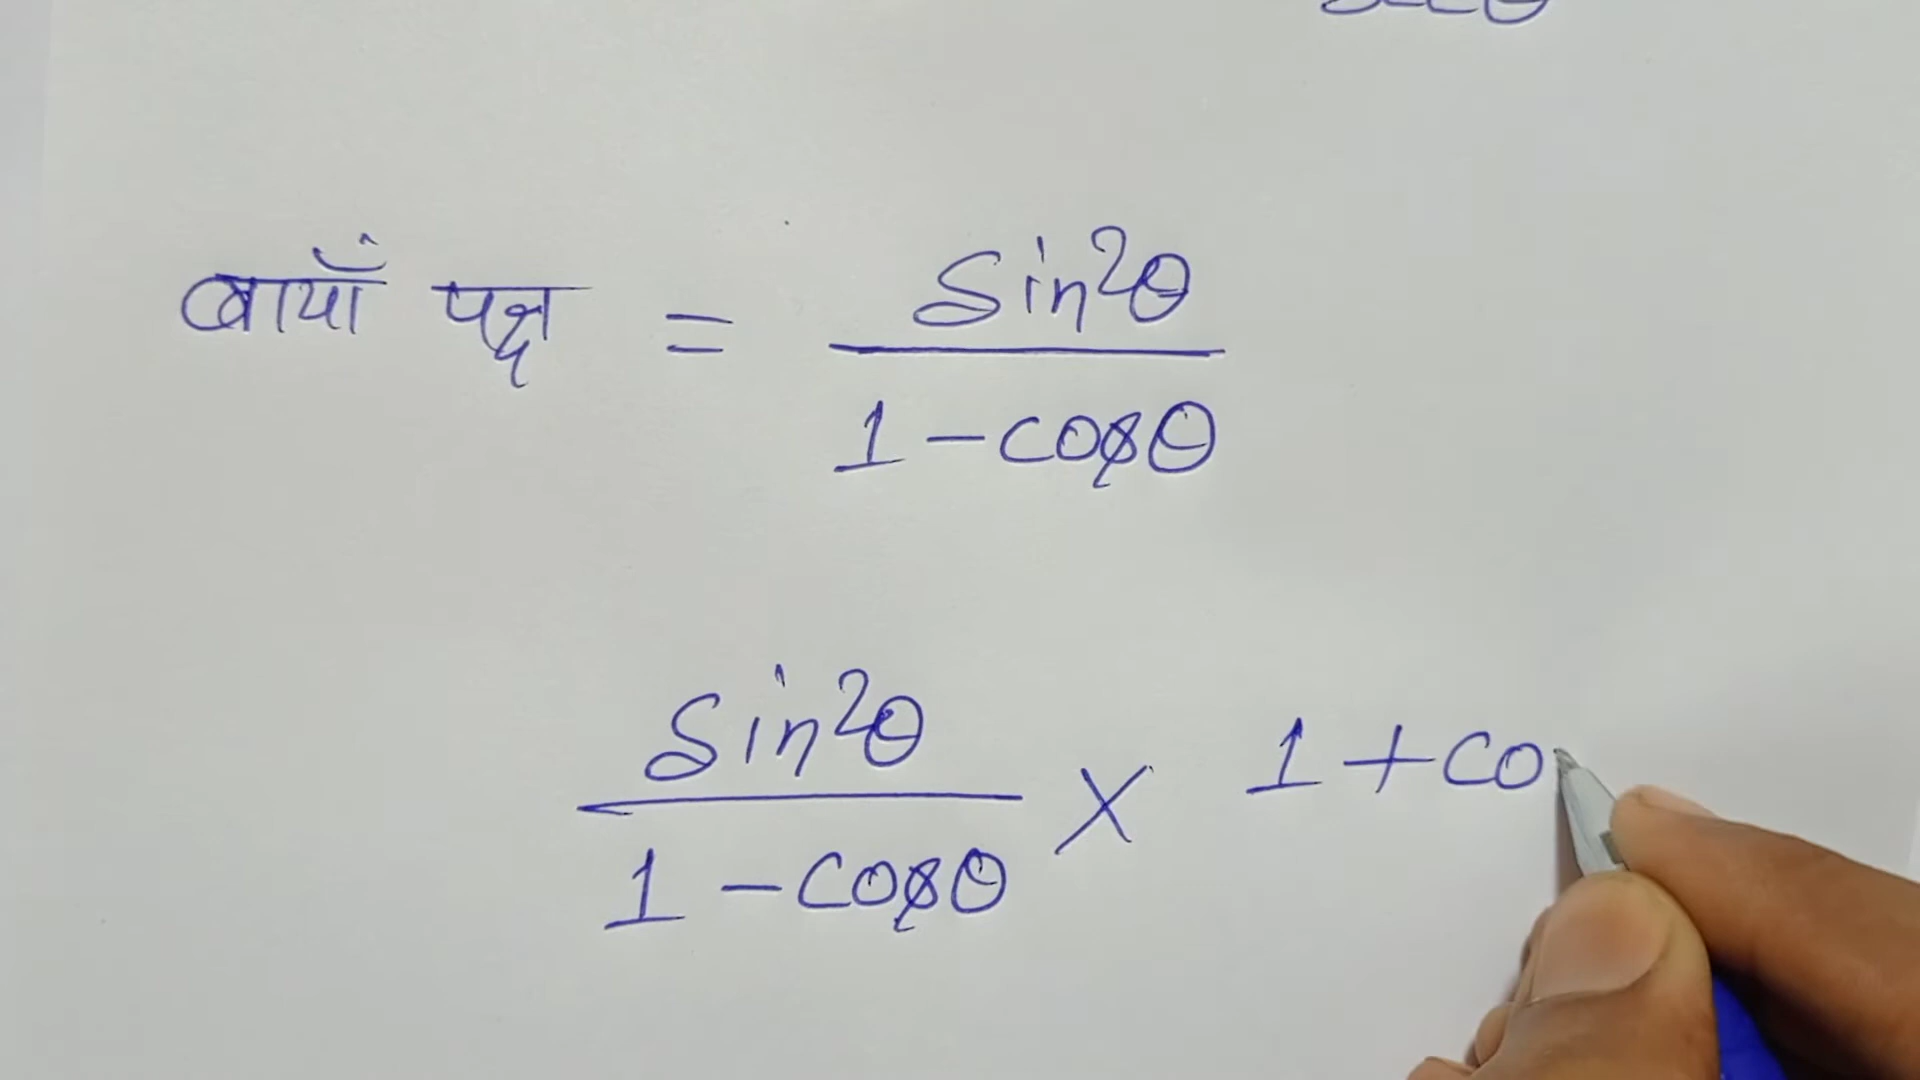 बायाँ पक्ष = sin²θ / 1 - cosθ
sin²θ / 1 - cosθ × 1 + co